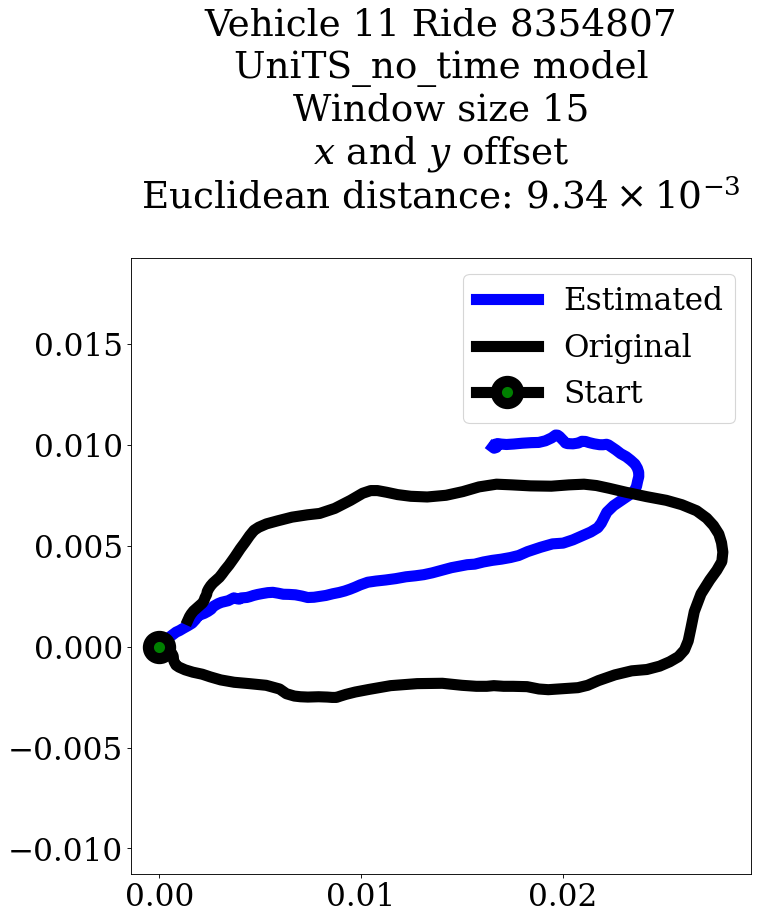 Vehicle 11 Ride 8354807
UniTS_no_time model
Window size 15
x and y offset
Euclidean distance: 9.34 × 10⁻³
Estimated
Original
Start
0.015
0.010
0.005
0.000
−0.005
−0.010
0.00 0.01 0.02